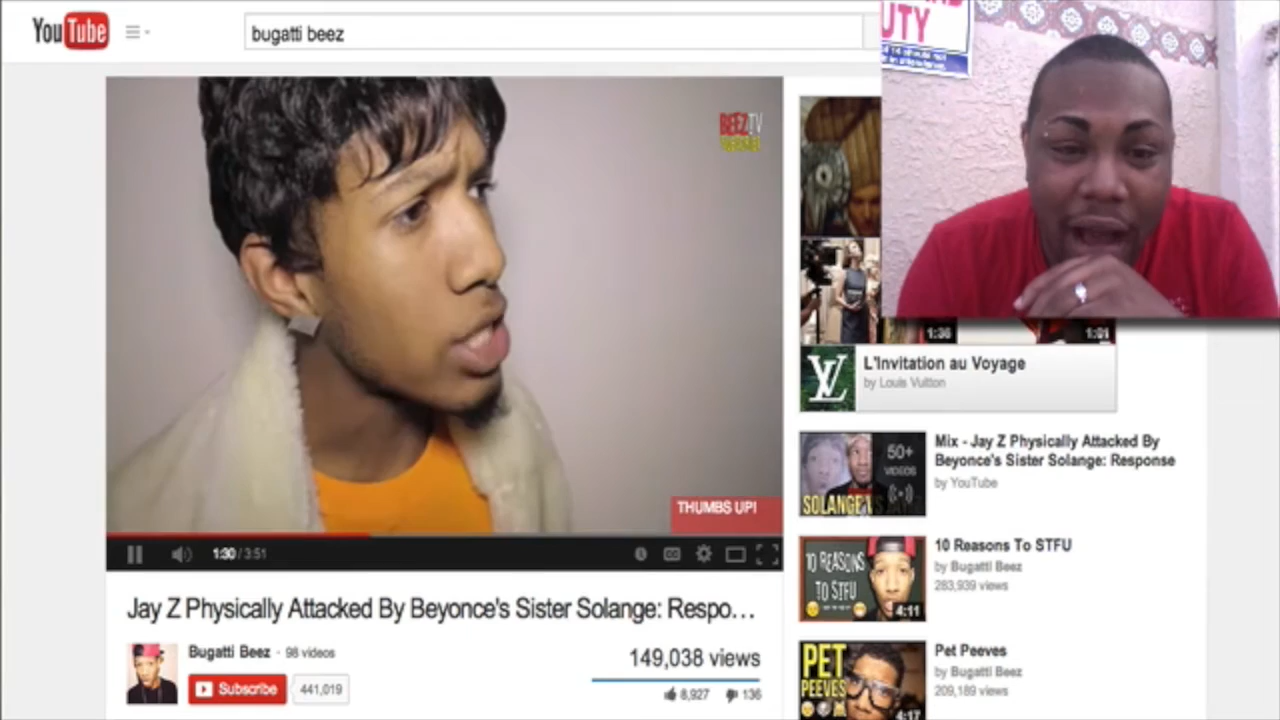 YouTube
bugatti beez
UTY
BEEZTV
THUMBS UP!
1:30 / 3:51
Jay Z Physically Attacked By Beyonce's Sister Solange: Respo...
Bugatti Beez · 98 videos
Subscribe
441,019
149,038 views
8,927
136
1:36
1:01
L'Invitation au Voyage
by Louis Vuitton
50+
VIDEOS
SOLANGE VS
Mix - Jay Z Physically Attacked By
Beyonce's Sister Solange: Response
by YouTube
10 REASONS
TO STFU
4:11
10 Reasons To STFU
by Bugatti Beez
283,939 views
PET
PEEVES
4:17
Pet Peeves
by Bugatti Beez
209,189 views